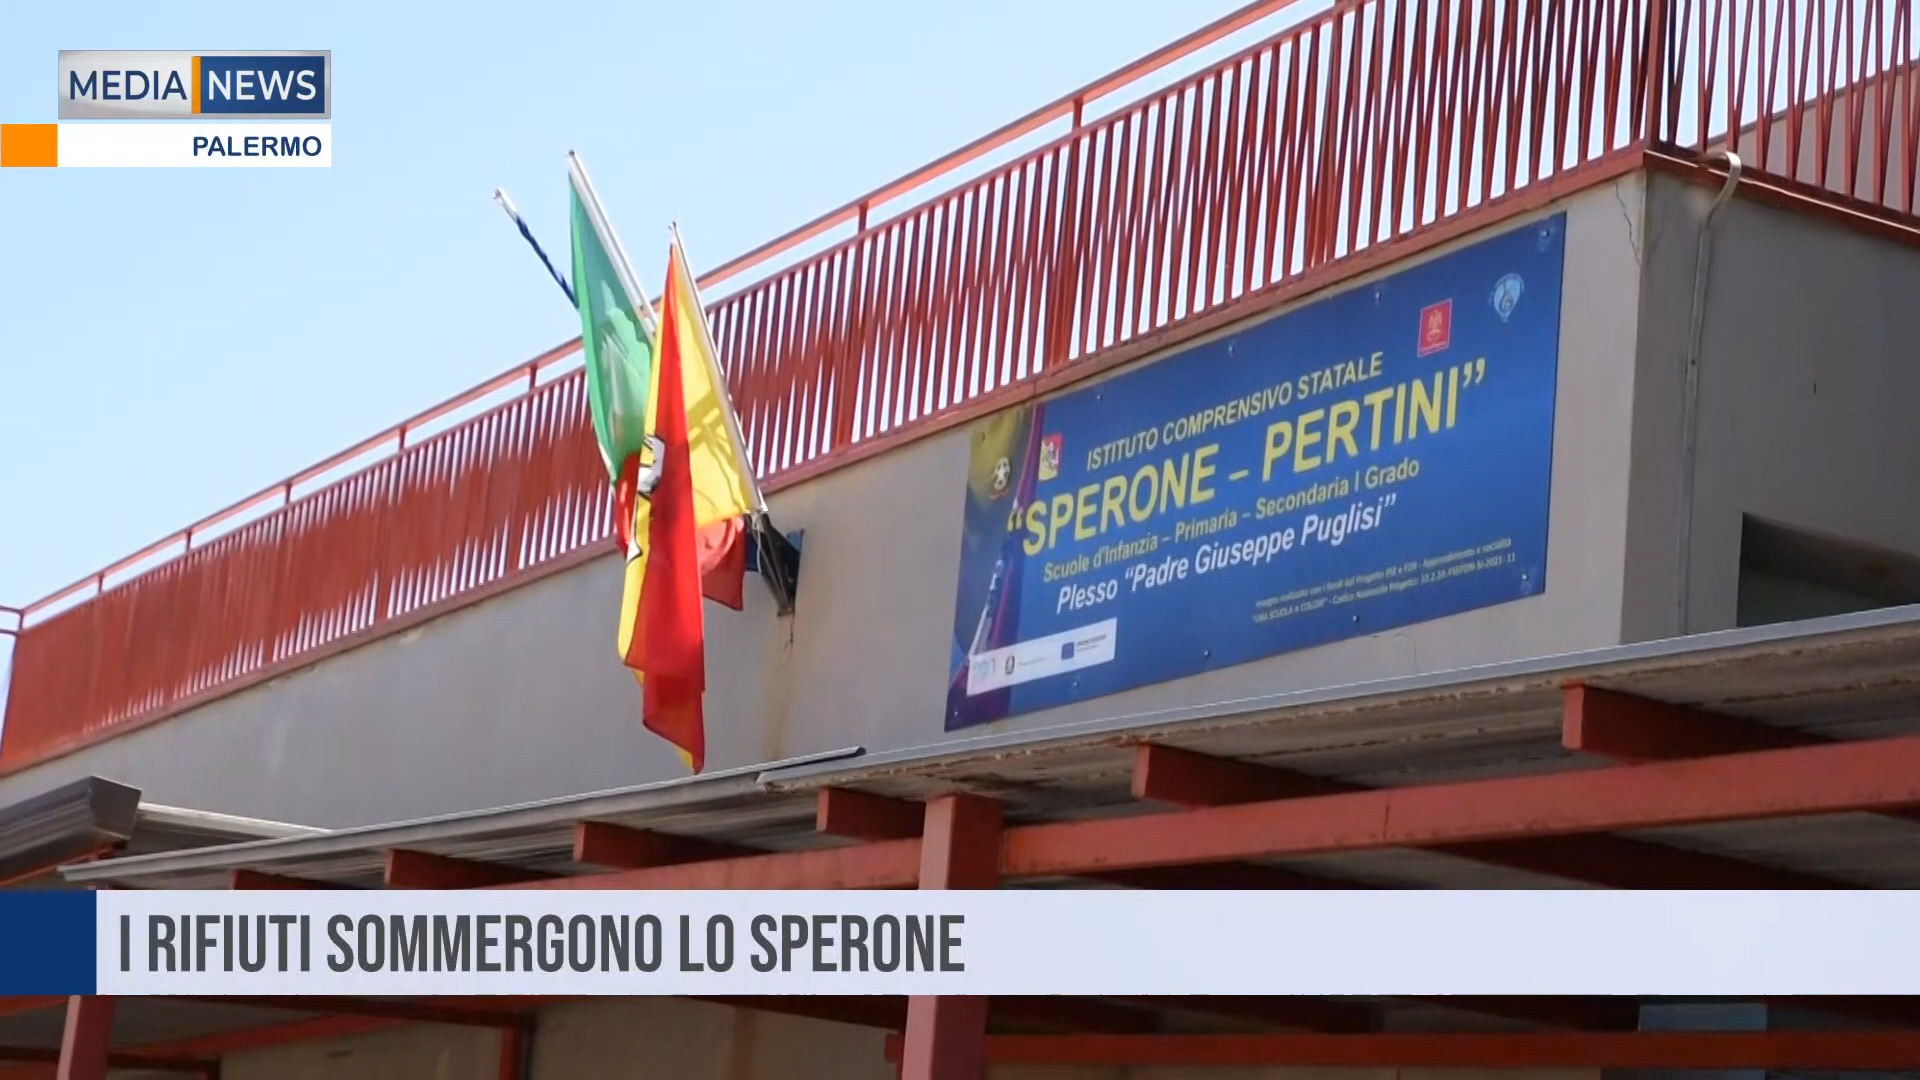 MEDIA NEWS
PALERMO
ISTITUTO COMPRENSIVO STATALE
“SPERONE – PERTINI”
Scuole d'Infanzia – Primaria – Secondaria I Grado
Plesso “Padre Giuseppe Puglisi”
I RIFIUTI SOMMERGONO LO SPERONE